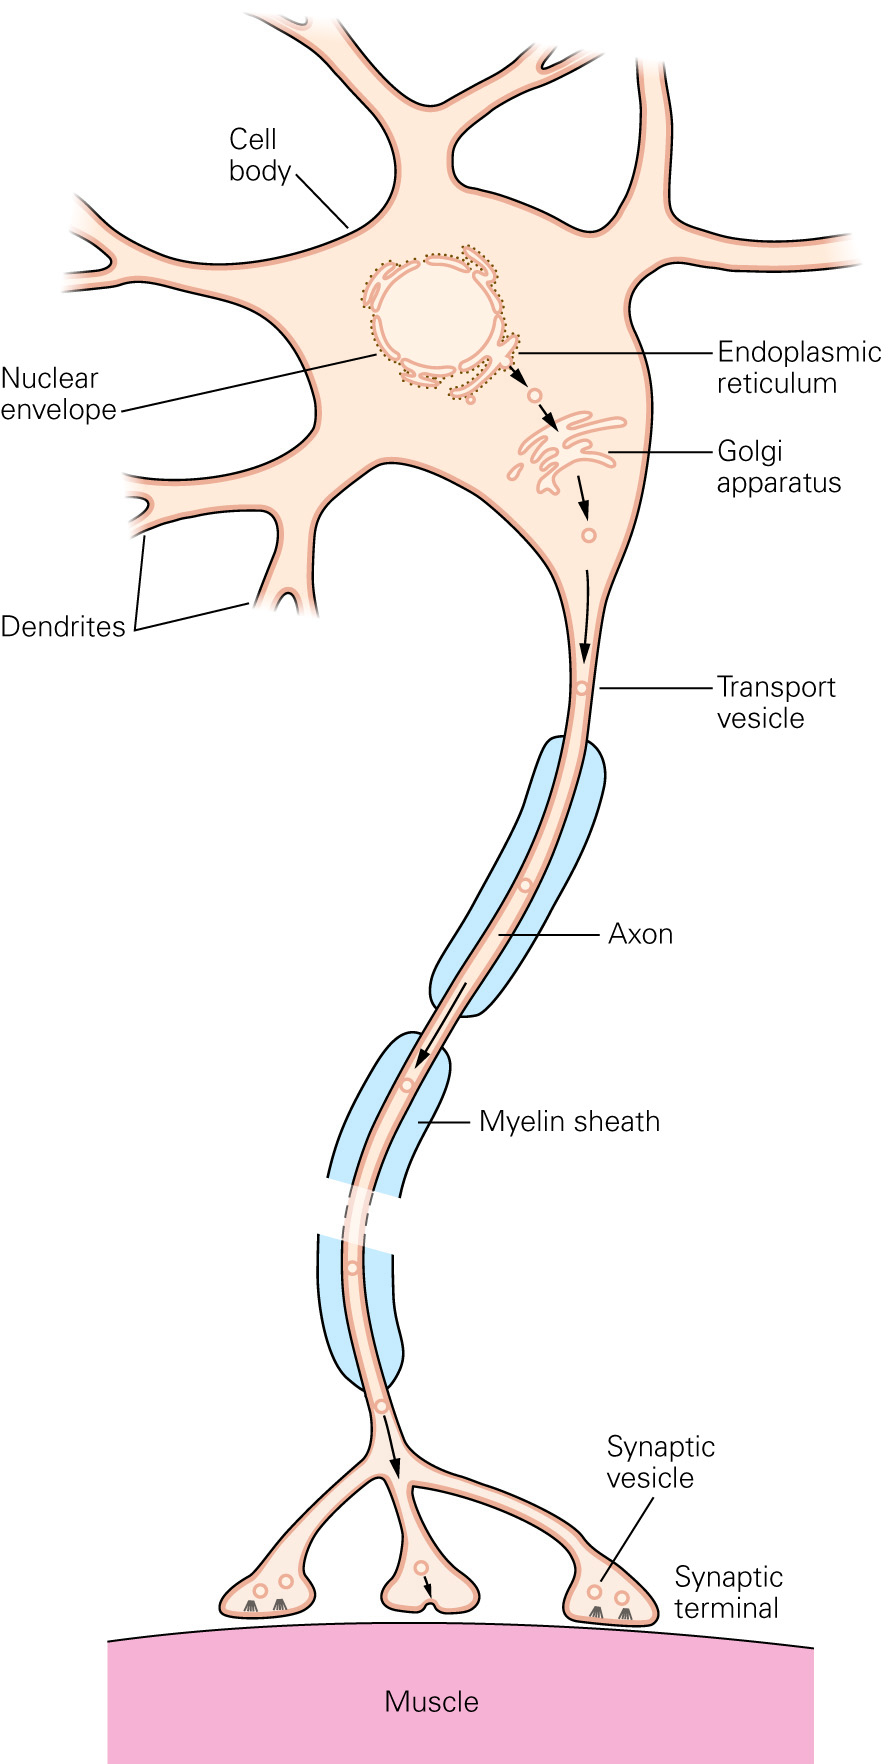 Cell
body
Endoplasmic
reticulum
Nuclear
envelope
Golgi
apparatus
Dendrites
Transport
vesicle
Axon
Myelin sheath
Synaptic
vesicle
Synaptic
terminal
Muscle